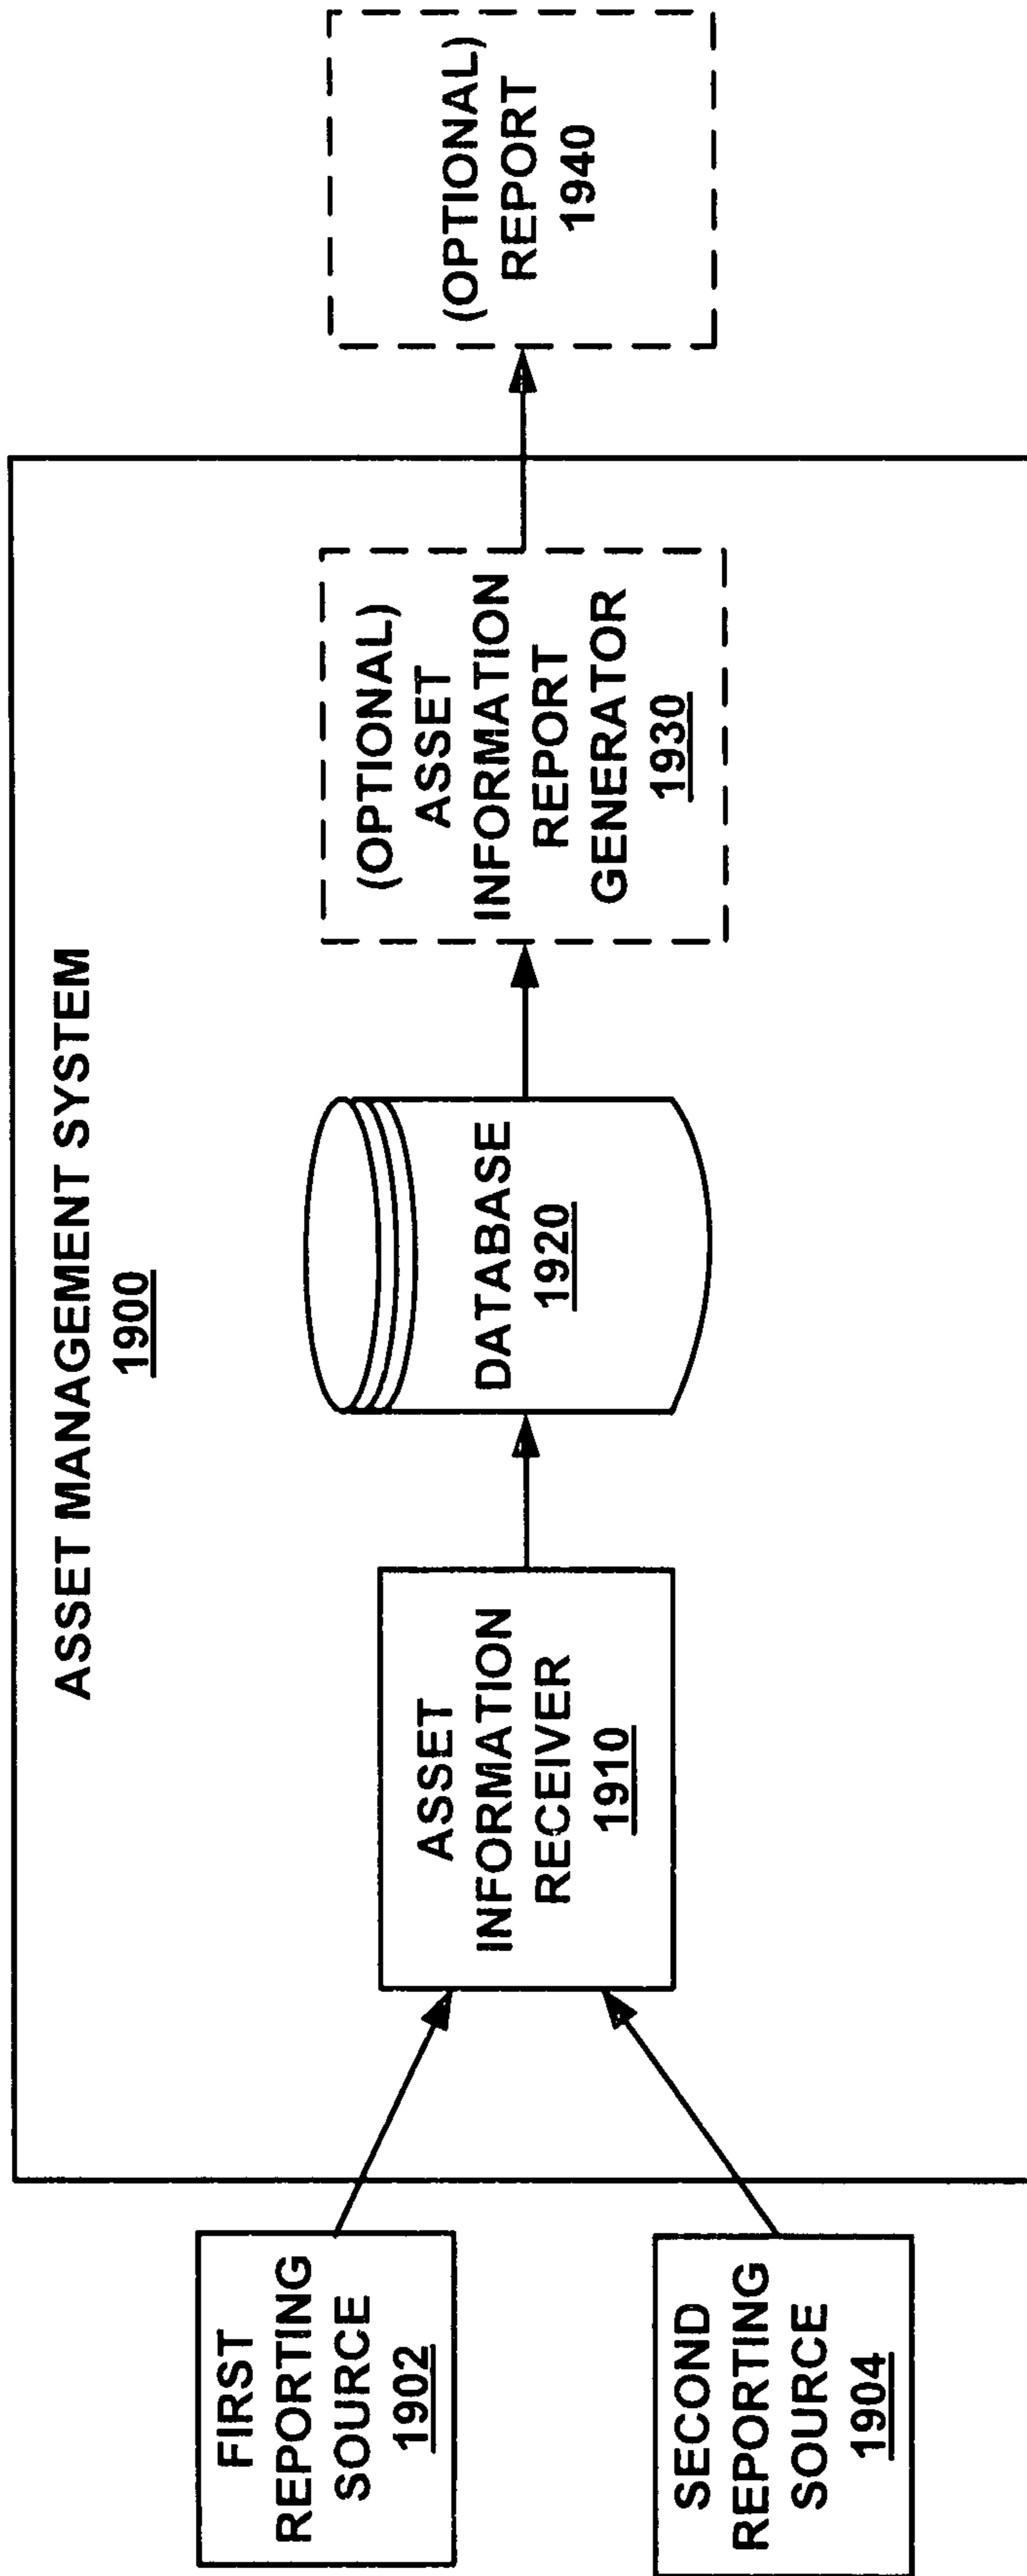 ASSET MANAGEMENT SYSTEM
1900
FIRST
REPORTING
SOURCE
1902
SECOND
REPORTING
SOURCE
1904
ASSET
INFORMATION
RECEIVER
1910
DATABASE
1920
(OPTIONAL)
ASSET
INFORMATION
REPORT
GENERATOR
1930
(OPTIONAL)
REPORT
1940